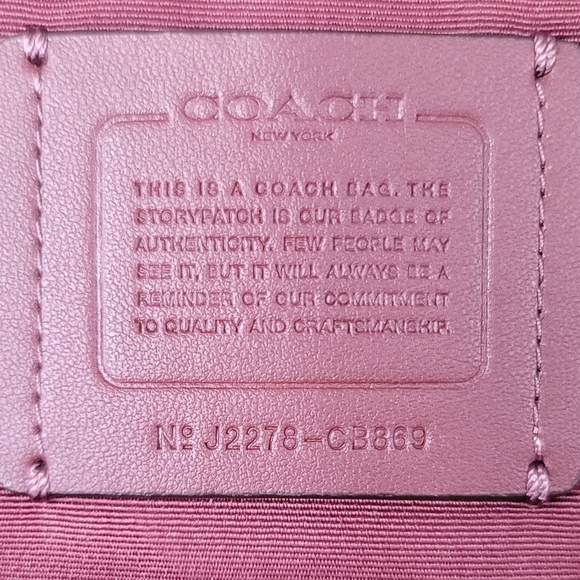 COACH
NEW YORK
THIS IS A COACH BAG. THE
STORYPATCH IS OUR BADGE OF
AUTHENTICITY. FEW PEOPLE MAY
SEE IT, BUT IT WILL ALWAYS BE A
REMINDER OF OUR COMMITMENT
TO QUALITY AND CRAFTSMANSHIP.
Nº J2278-CB869